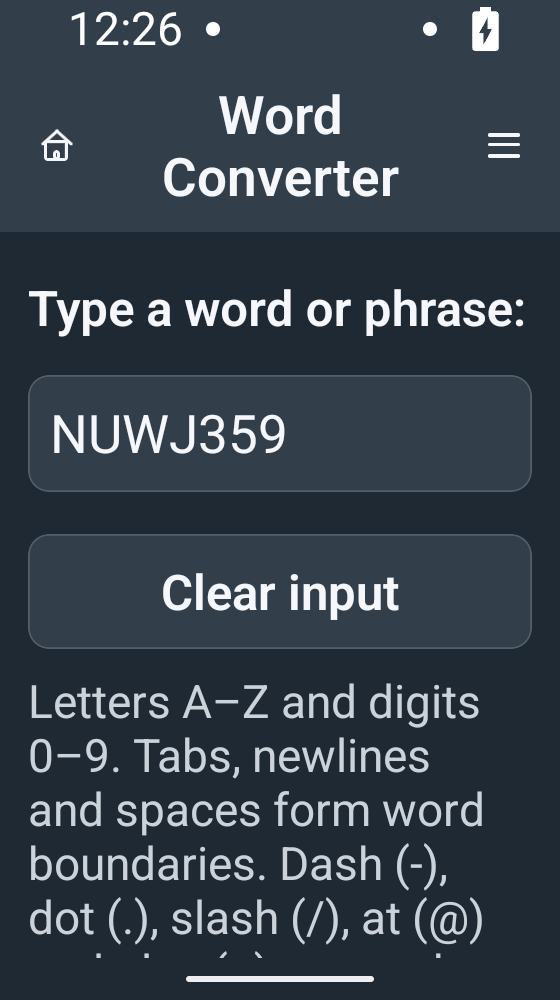 12:26
Word
Converter
Type a word or phrase:
NUWJ359
Clear input
Letters A–Z and digits
0–9. Tabs, newlines
and spaces form word
boundaries. Dash (-),
dot (.), slash (/), at (@)